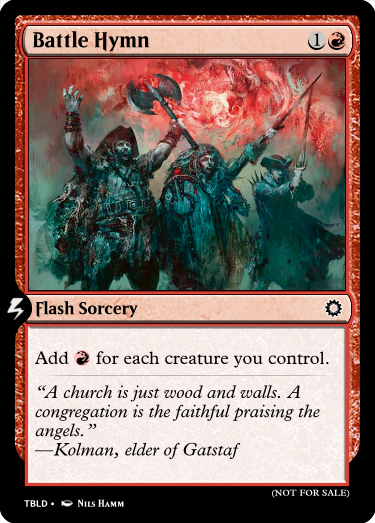 Battle Hymn 1
Flash Sorcery
Add for each creature you control.
“A church is just wood and walls. A
congregation is the faithful praising the
angels.”
—Kolman, elder of Gatstaf
(NOT FOR SALE)
TBLD • Nils Hamm